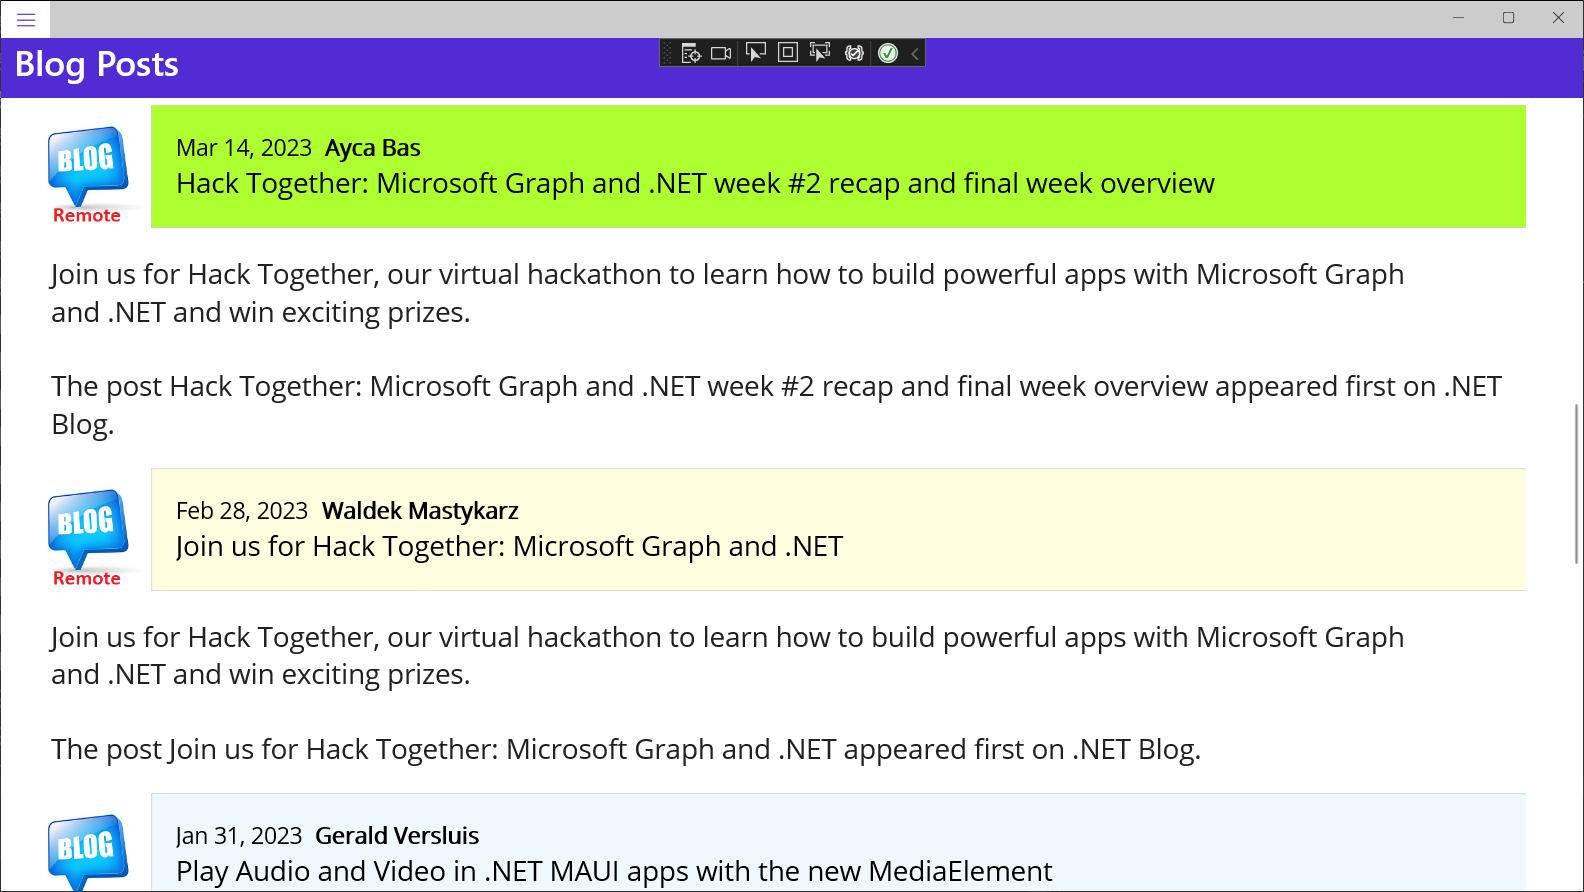 Blog Posts
BLOG
Remote
Mar 14, 2023 Ayca Bas
Hack Together: Microsoft Graph and .NET week #2 recap and final week overview
Join us for Hack Together, our virtual hackathon to learn how to build powerful apps with Microsoft Graph
and .NET and win exciting prizes.
The post Hack Together: Microsoft Graph and .NET week #2 recap and final week overview appeared first on .NET
Blog.
BLOG
Remote
Feb 28, 2023 Waldek Mastykarz
Join us for Hack Together: Microsoft Graph and .NET
Join us for Hack Together, our virtual hackathon to learn how to build powerful apps with Microsoft Graph
and .NET and win exciting prizes.
The post Join us for Hack Together: Microsoft Graph and .NET appeared first on .NET Blog.
BLOG
Jan 31, 2023 Gerald Versluis
Play Audio and Video in .NET MAUI apps with the new MediaElement